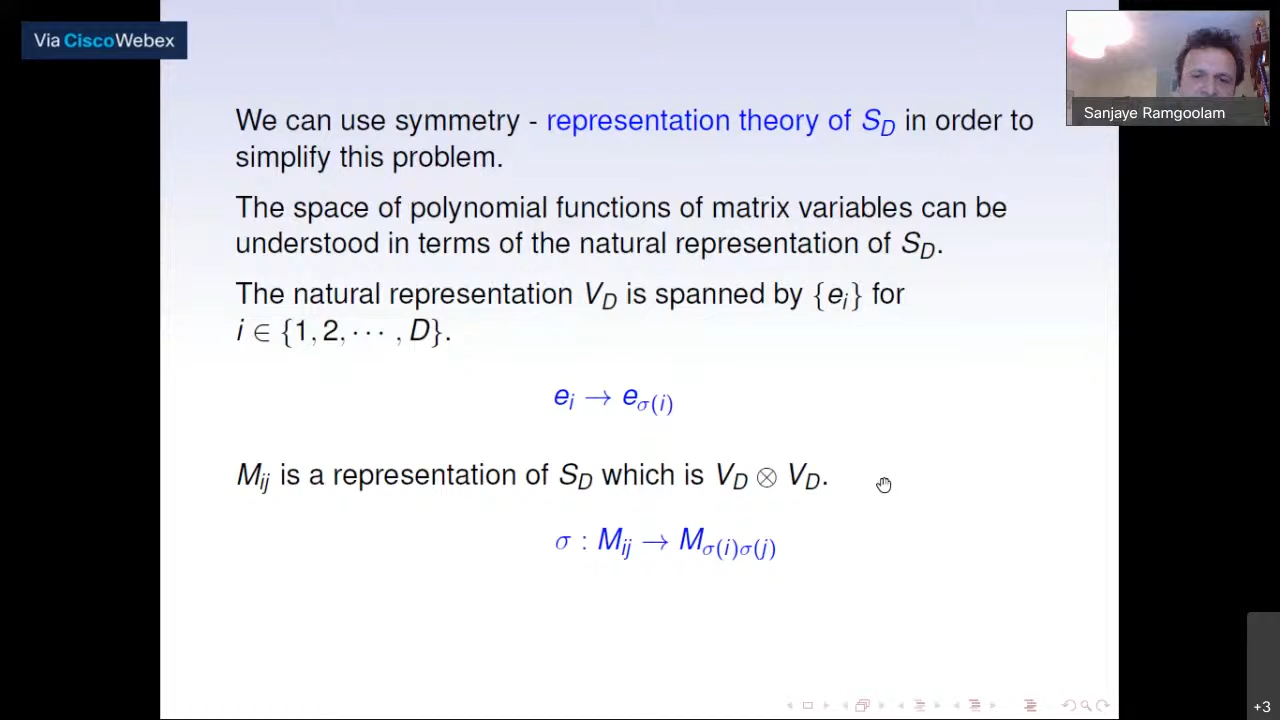 Via Cisco Webex
Sanjaye Ramgoolam
We can use symmetry - representation theory of S_D in order to
simplify this problem.
The space of polynomial functions of matrix variables can be
understood in terms of the natural representation of S_D.
The natural representation V_D is spanned by {e_i} for
i ∈ {1, 2, ⋯ , D}.
e_i → e_σ(i)
M_ij is a representation of S_D which is V_D ⊗ V_D.
σ : M_ij → M_σ(i)σ(j)
+3